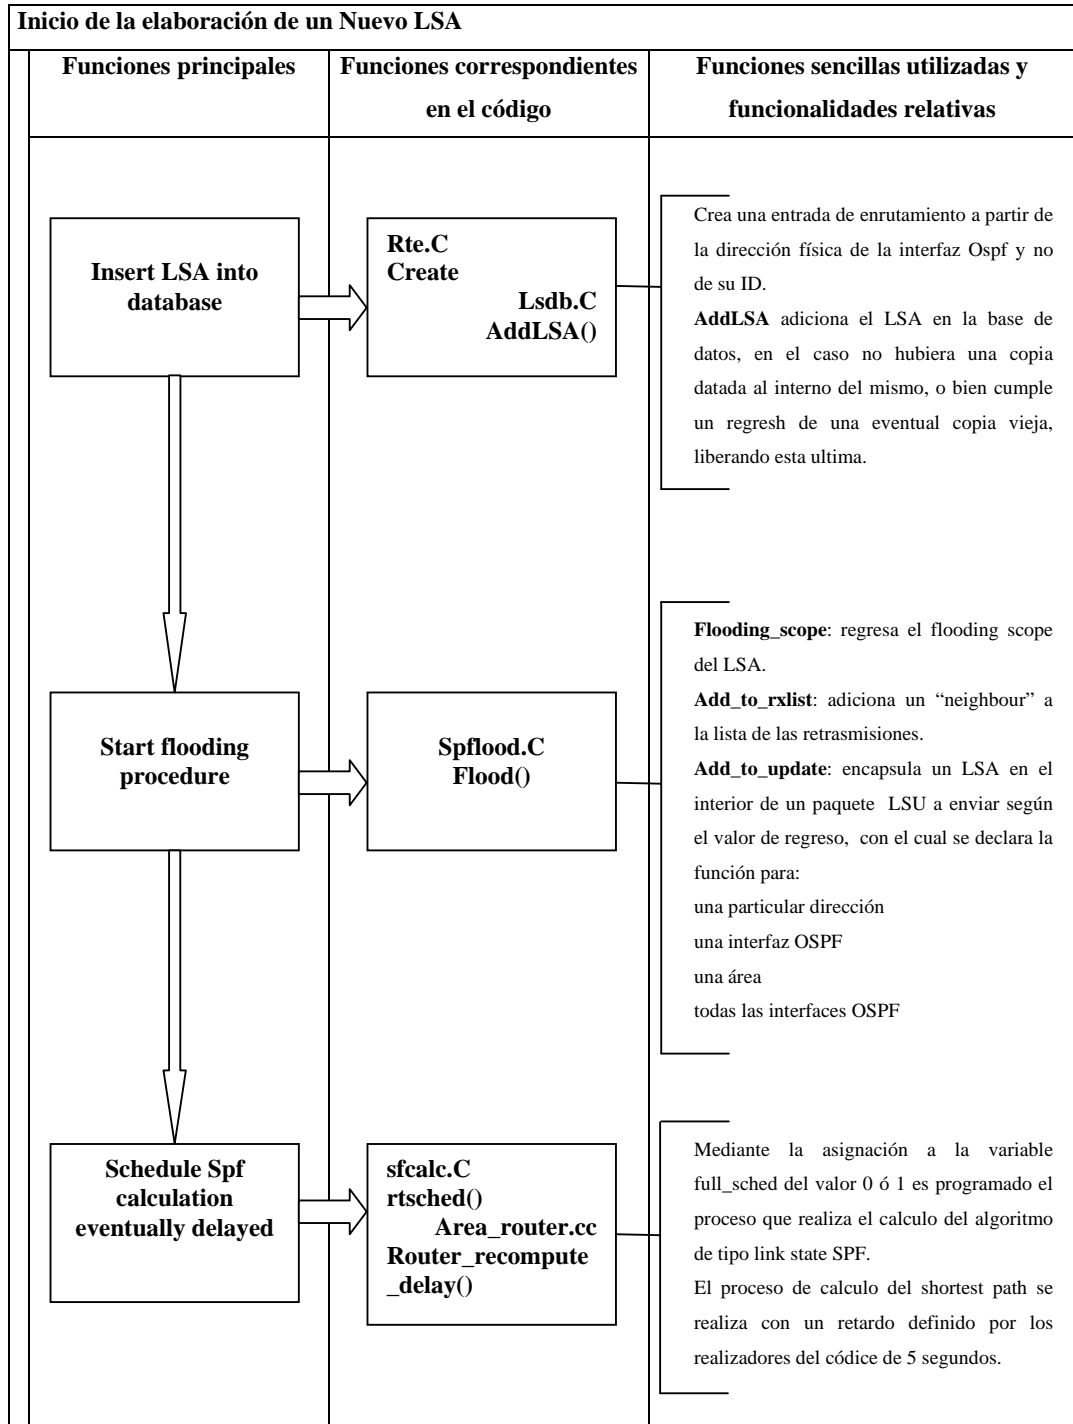 Inicio de la elaboración de un Nuevo LSA
Funciones principales
Funciones correspondientes
en el código
Funciones sencillas utilizadas y
funcionalidades relativas
Insert LSA into
database
Rte.C
Create
Lsdb.C
AddLSA()
Crea una entrada de enrutamiento a partir de
la dirección física de la interfaz Ospf y no
de su ID.
AddLSA adiciona el LSA en la base de
datos, en el caso no hubiera una copia
datada al interno del mismo, o bien cumple
un regresh de una eventual copia vieja,
liberando esta ultima.
Start flooding
procedure
Spflood.C
Flood()
Flooding_scope: regresa el flooding scope
del LSA.
Add_to_rxlist: adiciona un “neighbour” a
la lista de las retrasmisiones.
Add_to_update: encapsula un LSA en el
interior de un paquete LSU a enviar según
el valor de regreso, con el cual se declara la
función para:
una particular dirección
una interfaz OSPF
una área
todas las interfaces OSPF
Schedule Spf
calculation
eventually delayed
sfcalc.C
rtsched()
Area_router.cc
Router_recompute
_delay()
Mediante la asignación a la variable
full_sched del valor 0 ó 1 es programado el
proceso que realiza el calculo del algoritmo
de tipo link state SPF.
El proceso de calculo del shortest path se
realiza con un retardo definido por los
realizadores del códice de 5 segundos.